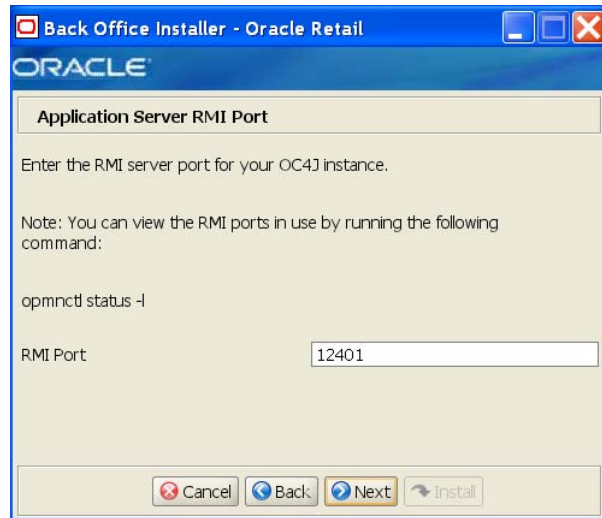 Back Office Installer - Oracle Retail
ORACLE
Application Server RMI Port
Enter the RMI server port for your OC4J instance.
Note: You can view the RMI ports in use by running the following
command:
opmnctl status -l
RMI Port 12401
Cancel Back Next Install